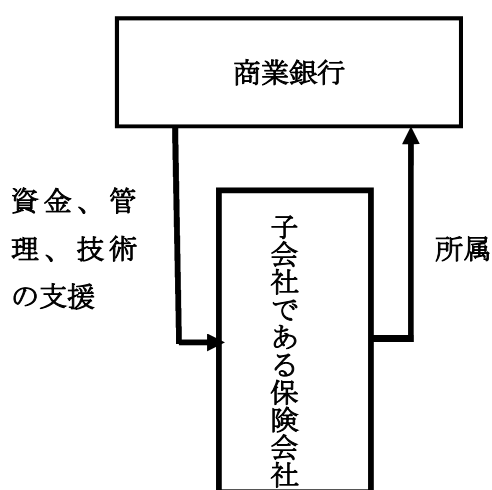 商業銀行
資金、管
理、技術
の支援
子会社である保険会社
所属